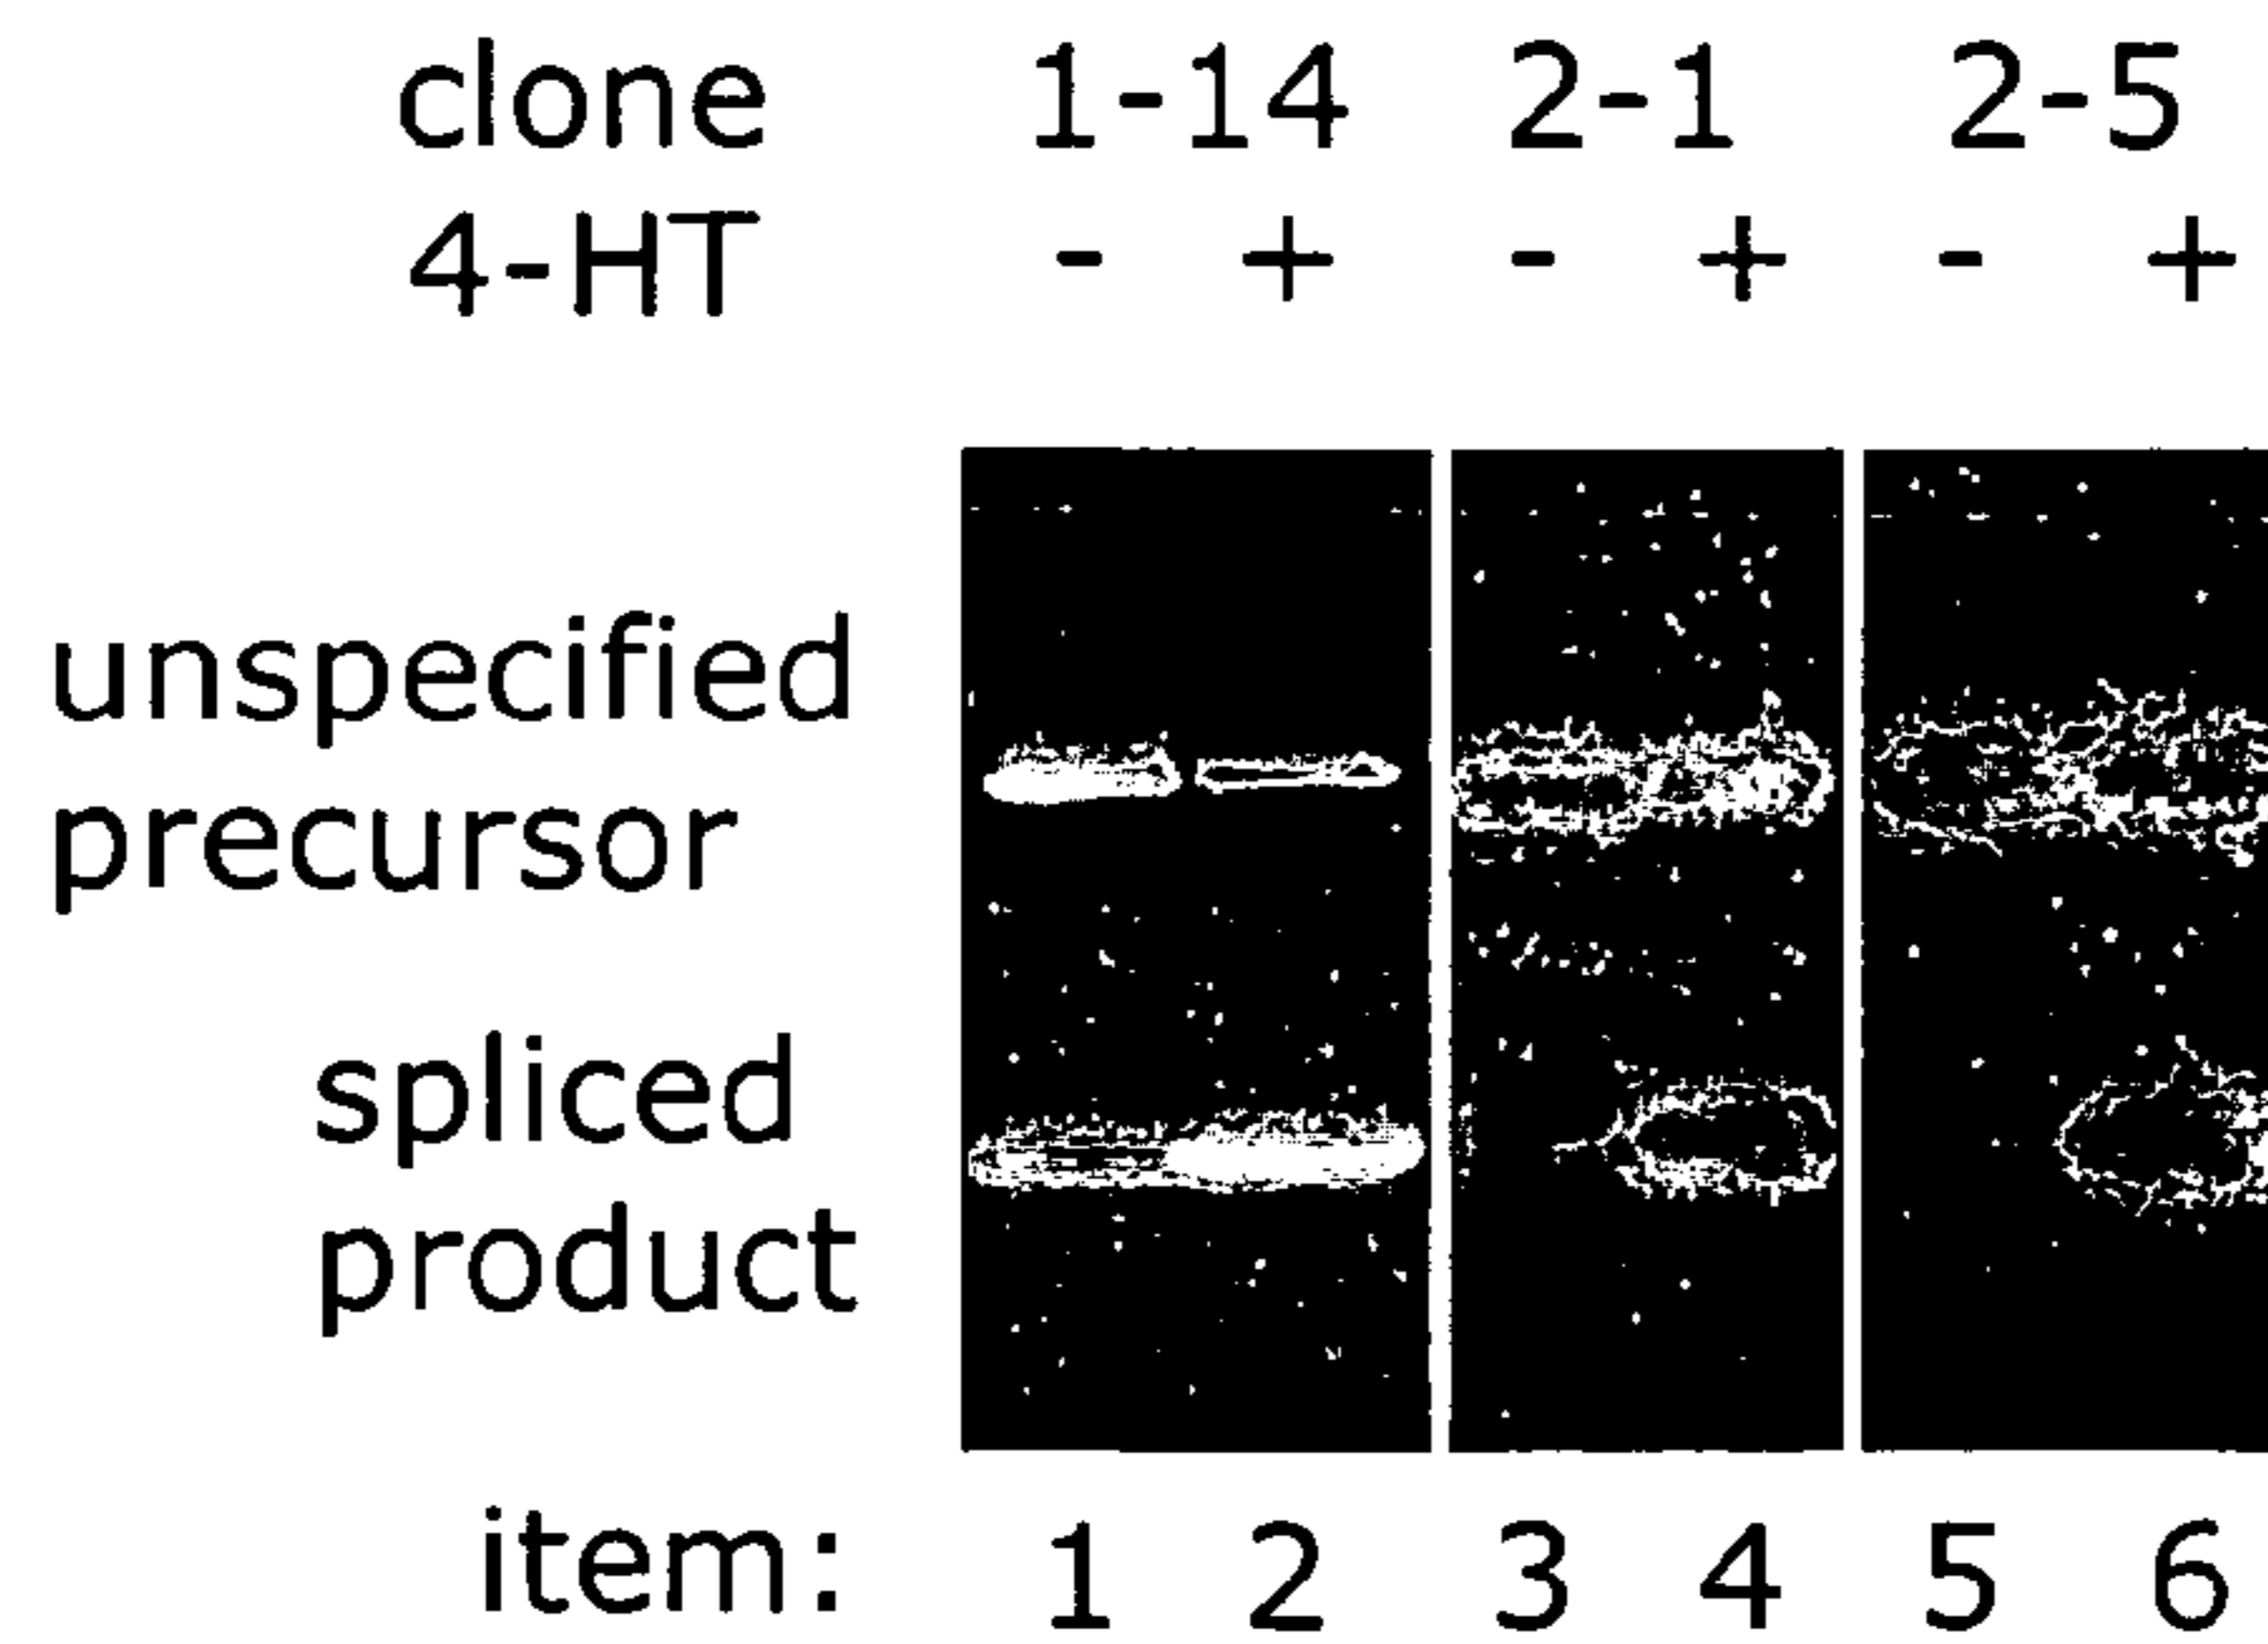 clone 1-14 2-1 2-5
4-HT - + - + - +
unspecified
precursor
spliced
product
item: 1 2 3 4 5 6